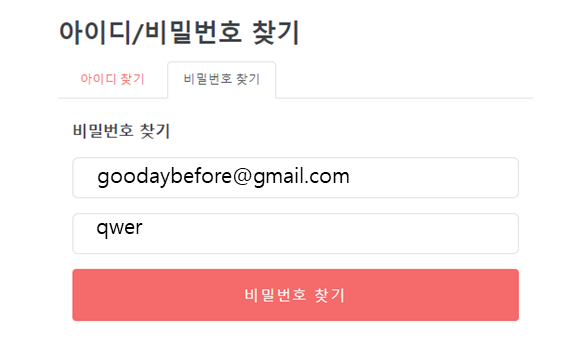 아이디/비밀번호 찾기
아이디 찾기 비밀번호 찾기
비밀번호 찾기
goodaybefore@gmail.com
qwer
비밀번호 찾기